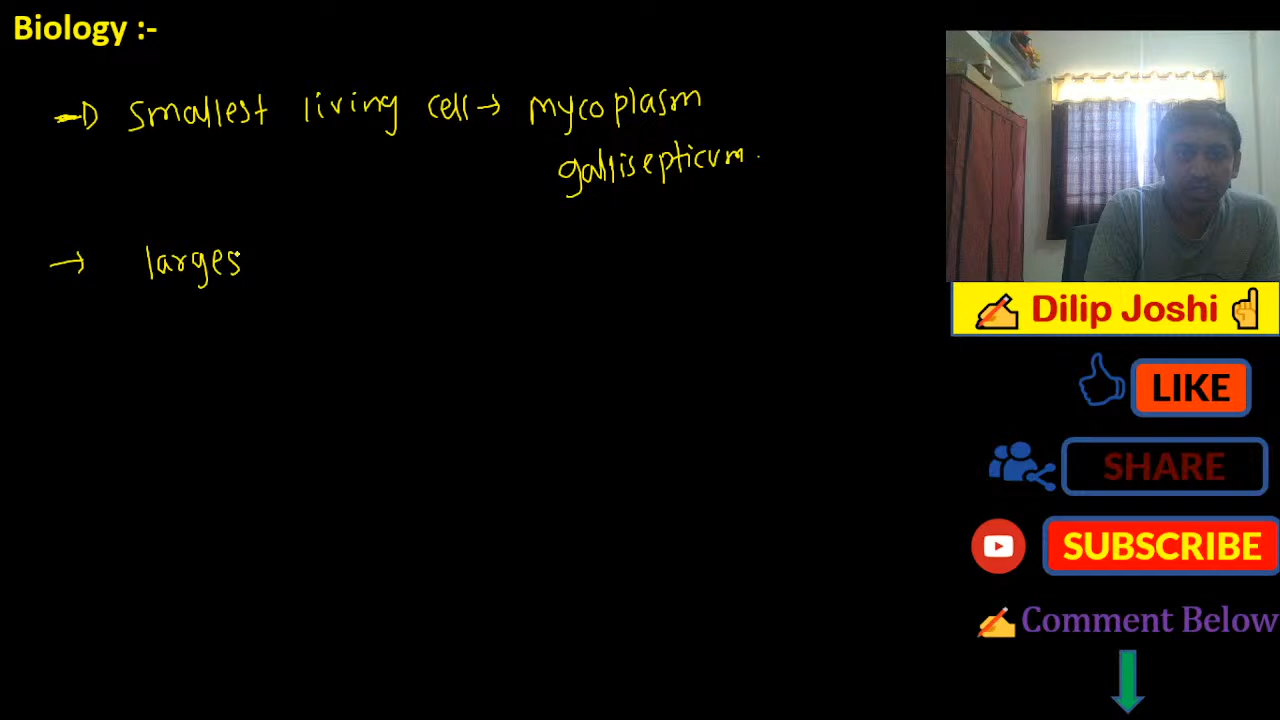 Biology :-
→ smallest living cell → mycoplasm
gallisepticum.
→ larges
Dilip Joshi
LIKE
SHARE
SUBSCRIBE
Comment Below